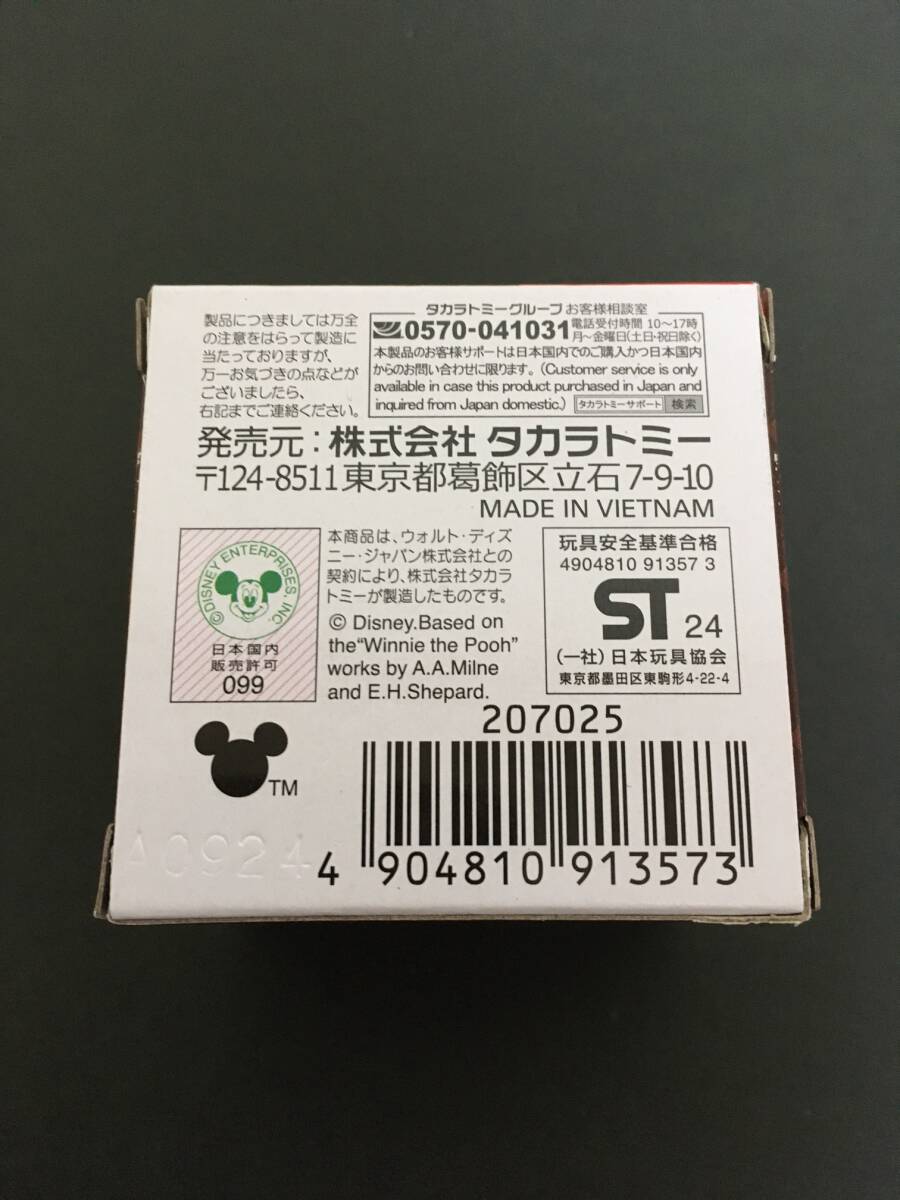 製品につきましては万全
の注意をはらって製造に
当たっておりますが、
万一お気づきの点などが
ございましたら、
右記までご連絡ください。
タカラトミーグループ お客様相談室
0570-041031 電話受付時間 10～17時
月～金曜日(土日・祝日除く)
本製品のお客様サポートは日本国内でのご購入かつ日本国内
からのお問い合わせに限ります。(Customer service is only
available in case this product purchased in Japan and
inquired from Japan domestic.) タカラトミーサポート 検索
発売元：株式会社 タカラトミー
〒124-8511 東京都葛飾区立石7-9-10
MADE IN VIETNAM
©DISNEY ENTERPRISES, INC.
日本国内
販売許可
099
本商品は、ウォルト・ディズ
ニー・ジャパン株式会社との
契約により、株式会社タカラ
トミーが製造したものです。
© Disney.Based on
the“Winnie the Pooh”
works by A.A.Milne
and E.H.Shepard.
玩具安全基準合格
4904810 91357 3
ST 24
(一社)日本玩具協会
東京都墨田区東駒形4-22-4
TM
207025
A0924
4 904810 913573